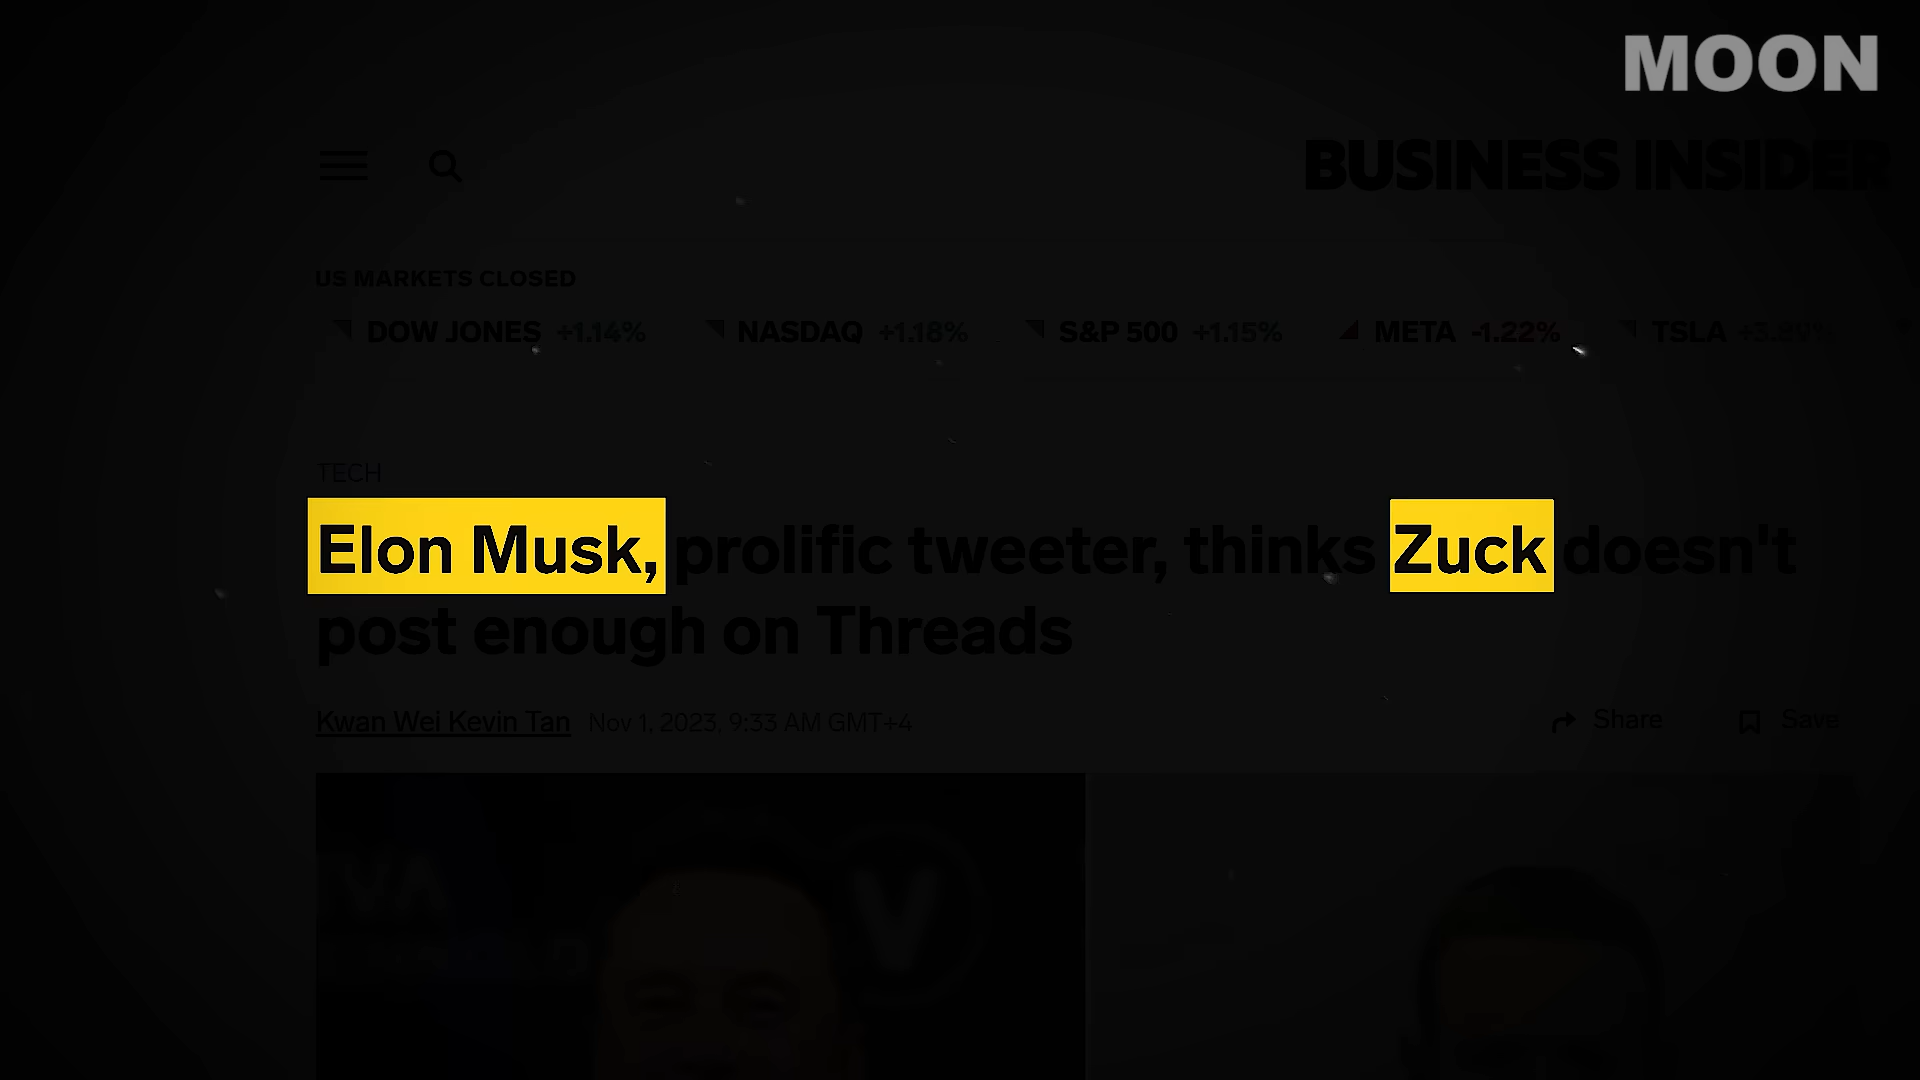 MOON
BUSINESS INSIDER
US MARKETS CLOSED
DOW JONES +1.14% NASDAQ +1.18% S&P 500 +1.15% META -1.22% TSLA
TECH
Elon Musk, prolific tweeter, thinks Zuck doesn't
post enough on Threads
Kwan Wei Kevin Tan Nov 1, 2023, 9:33 AM GMT+4
Share Save
V